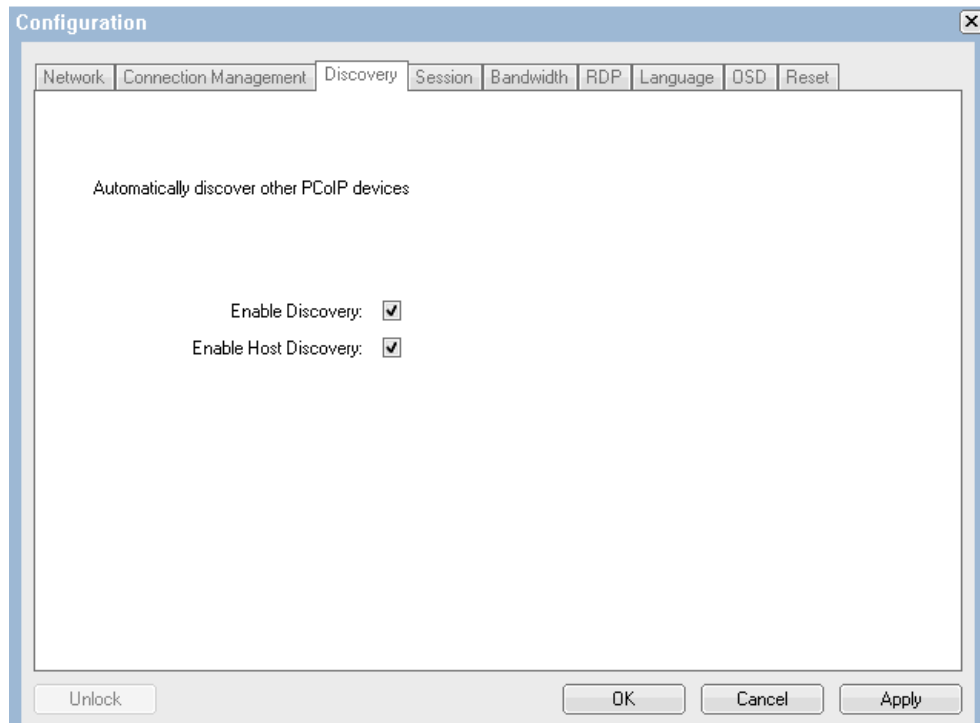 Configuration
Network Connection Management Discovery Session Bandwidth RDP Language OSD Reset
Automatically discover other PCoIP devices
Enable Discovery:
Enable Host Discovery:
Unlock OK Cancel Apply